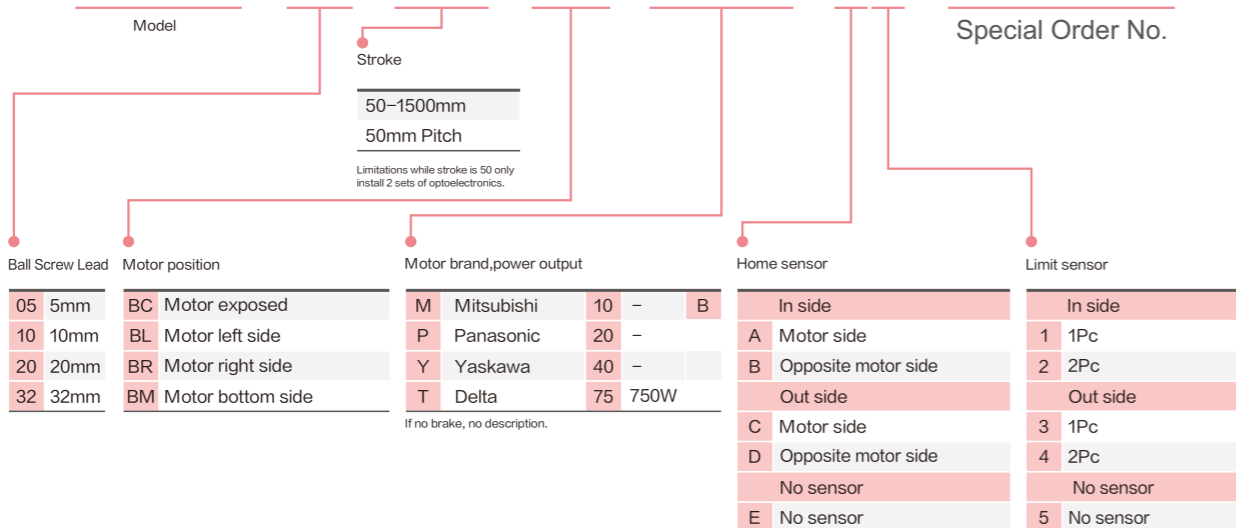 Model
Special Order No.
Stroke
50-1500mm
50mm Pitch
Limitations while stroke is 50 only
install 2 sets of optoelectronics.
Ball Screw Lead
05 5mm
10 10mm
20 20mm
32 32mm
Motor position
BC Motor exposed
BL Motor left side
BR Motor right side
BM Motor bottom side
Motor brand,power output
M Mitsubishi 10 - B
P Panasonic 20 -
Y Yaskawa 40 -
T Delta 75 750W
If no brake, no description.
Home sensor
In side
A Motor side
B Opposite motor side
Out side
C Motor side
D Opposite motor side
No sensor
E No sensor
Limit sensor
In side
1 1Pc
2 2Pc
Out side
3 1Pc
4 2Pc
No sensor
5 No sensor